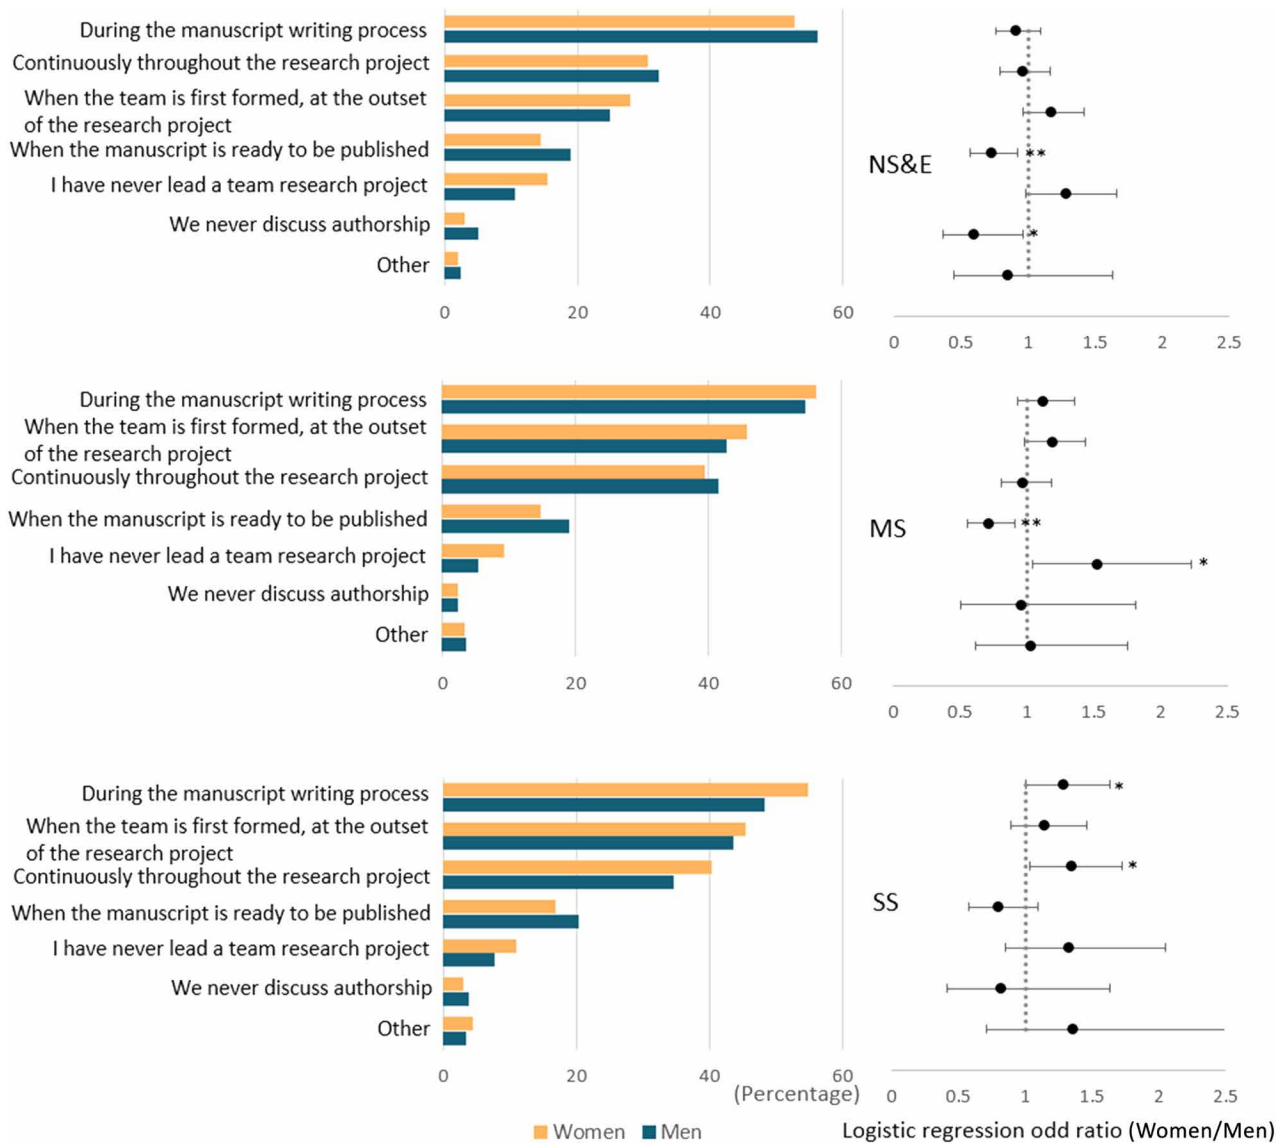 During the manuscript writing process
Continuously throughout the research project
When the team is first formed, at the outset
of the research project
When the manuscript is ready to be published
I have never lead a team research project
We never discuss authorship
Other
0 20 40 60
NS&E
**
*
0 0.5 1 1.5 2 2.5
During the manuscript writing process
When the team is first formed, at the outset
of the research project
Continuously throughout the research project
When the manuscript is ready to be published
I have never lead a team research project
We never discuss authorship
Other
0 20 40 60
MS
**
*
0 0.5 1 1.5 2 2.5
During the manuscript writing process
When the team is first formed, at the outset
of the research project
Continuously throughout the research project
When the manuscript is ready to be published
I have never lead a team research project
We never discuss authorship
Other
0 20 40 60
(Percentage)
SS
*
*
0 0.5 1 1.5 2 2.5
Women Men
Logistic regression odd ratio (Women/Men)